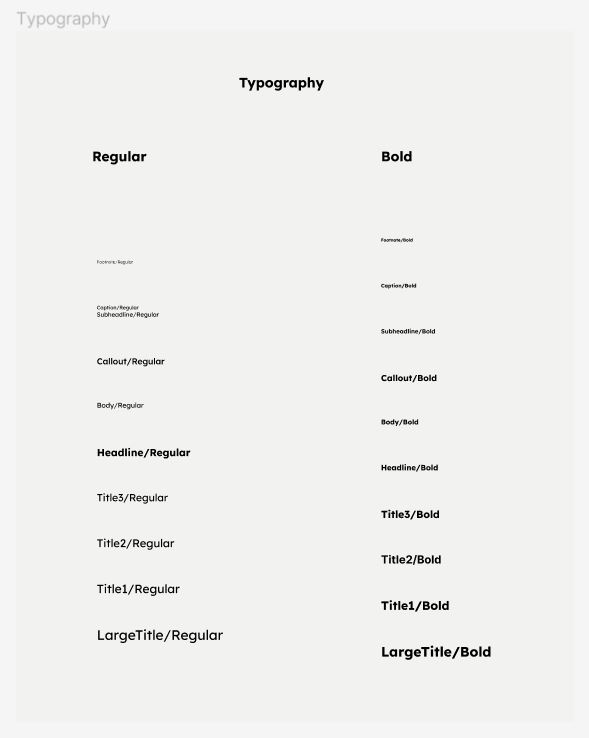 Typography
Typography
Regular
Footnote/Regular
Caption/Regular
Subheadline/Regular
Callout/Regular
Body/Regular
Headline/Regular
Title3/Regular
Title2/Regular
Title1/Regular
LargeTitle/Regular
Bold
Footnote/Bold
Caption/Bold
Subheadline/Bold
Callout/Bold
Body/Bold
Headline/Bold
Title3/Bold
Title2/Bold
Title1/Bold
LargeTitle/Bold